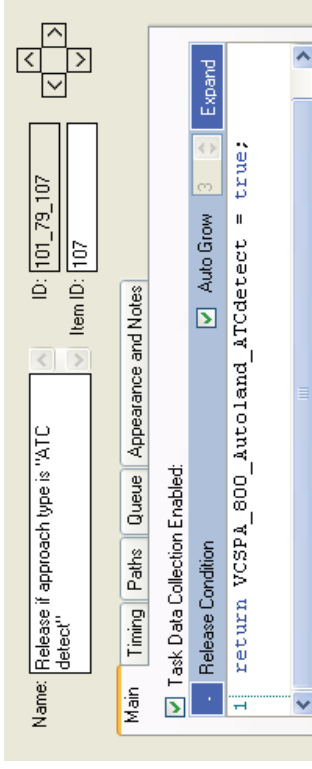 Name: Release if approach type is "ATC detect" ID: 101_79_107
Item ID: 107
Main Timing Paths Queue Appearance and Notes
Task Data Collection Enabled:
- Release Condition Auto Grow 3 Expand
1 return VCSPA_800_Autoland_ATCdetect = true;